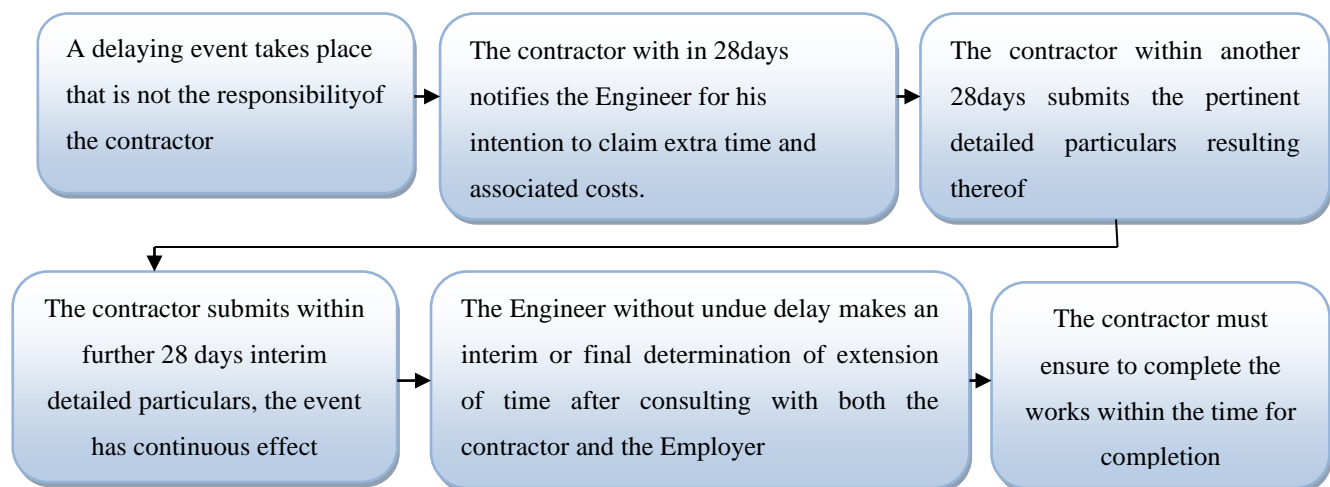 A delaying event takes place
that is not the responsibilityof
the contractor
The contractor with in 28days
notifies the Engineer for his
intention to claim extra time and
associated costs.
The contractor within another
28days submits the pertinent
detailed particulars resulting
thereof
The contractor submits within
further 28 days interim
detailed particulars, the event
has continuous effect
The Engineer without undue delay makes an
interim or final determination of extension
of time after consulting with both the
contractor and the Employer
The contractor must
ensure to complete the
works within the time for
completion